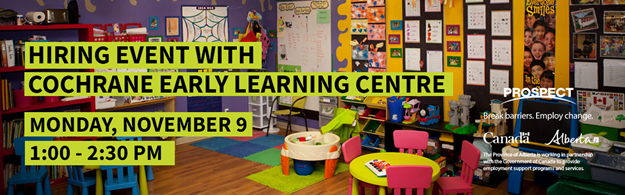 HIRING EVENT WITH
COCHRANE EARLY LEARNING CENTRE
MONDAY, NOVEMBER 9
1:00 - 2:30 PM
PROSPECT
Break barriers. Employ change.
Canada Alberta
The Province of Alberta is working in partnership
with the Government of Canada to provide
employment support programs and services.